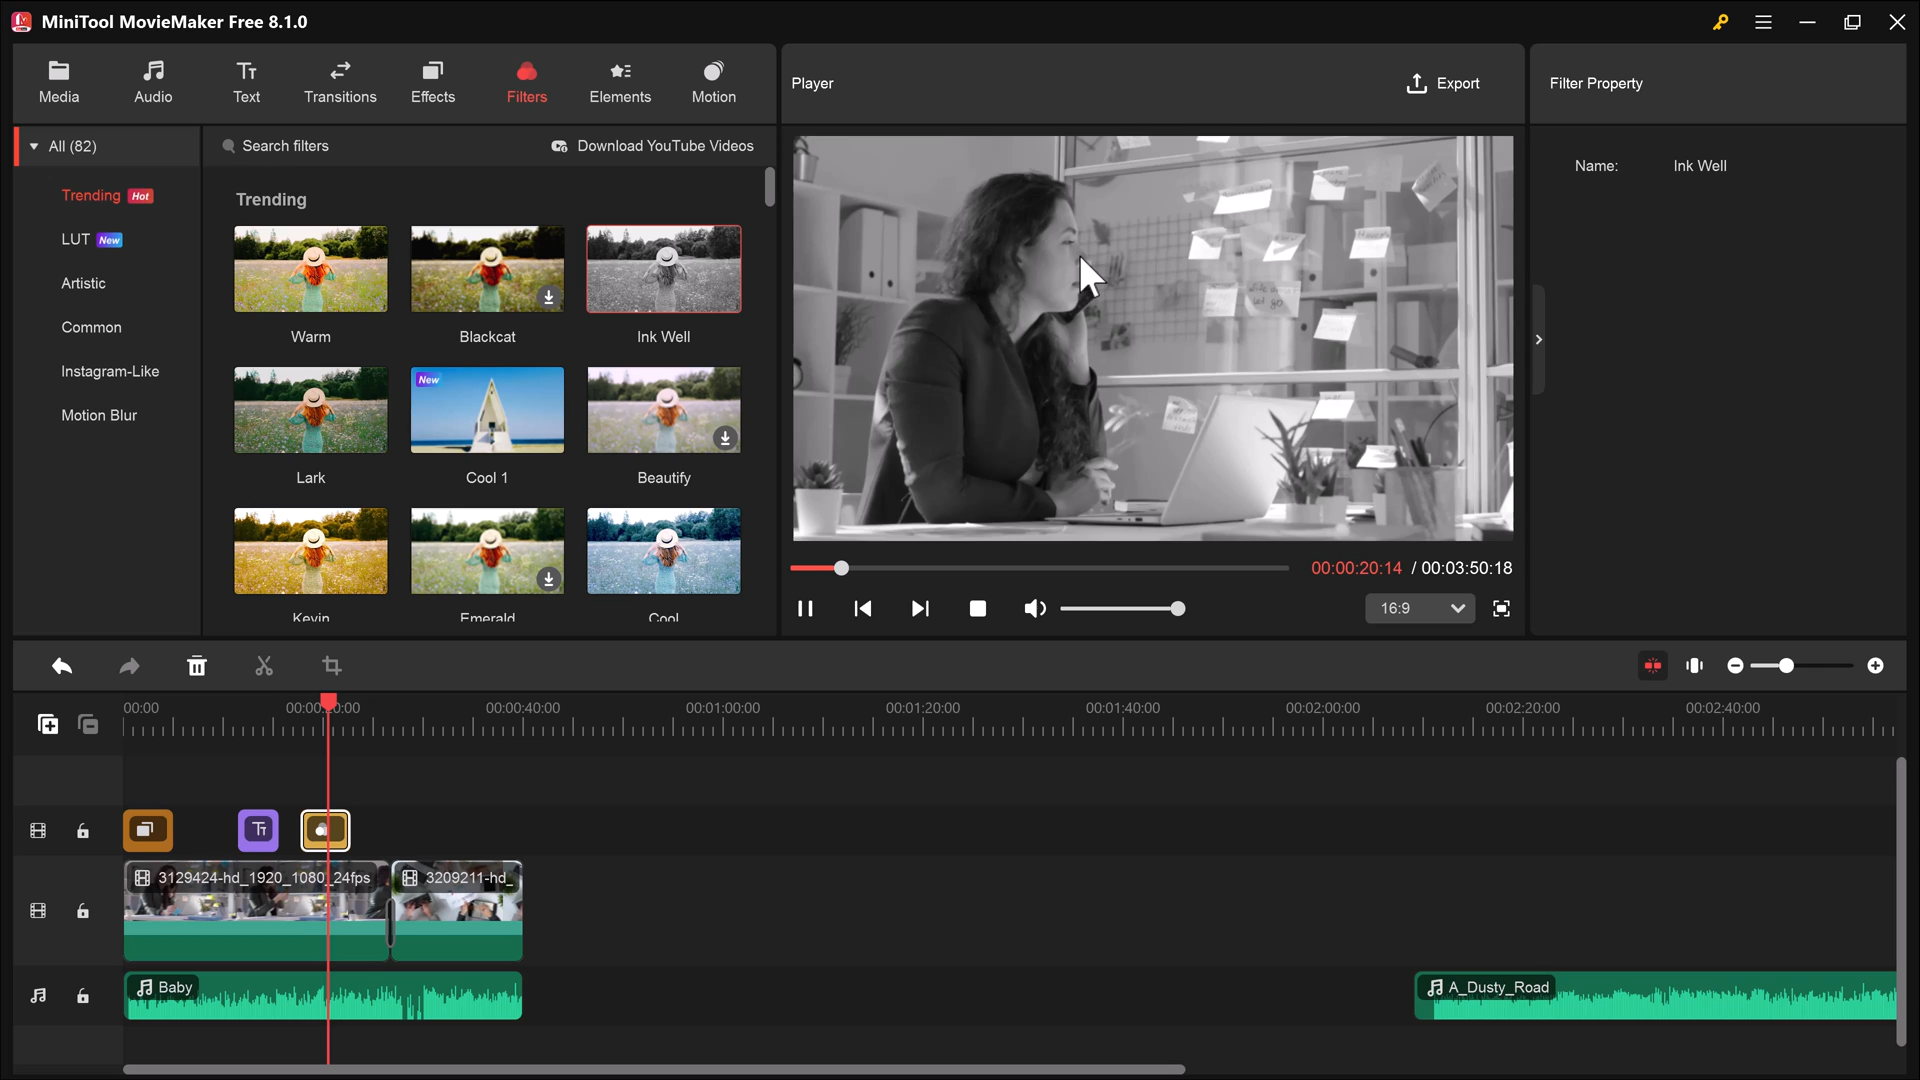 MiniTool MovieMaker Free 8.1.0
Media
Audio
Text
Transitions
Effects
Filters
Elements
Motion
Player
Export
Filter Property
All (82)
Search filters
Download YouTube Videos
Name:
Ink Well
Trending Hot
LUT New
Artistic
Common
Instagram-Like
Motion Blur
Trending
Warm
Blackcat
Ink Well
New
Lark
Cool 1
Beautify
Kevin
Emerald
Cool
00:00:20:14 / 00:03:50:18
16:9
00:00
00:00:20:00
00:00:40:00
00:01:00:00
00:01:20:00
00:01:40:00
00:02:00:00
00:02:20:00
00:02:40:00
TT
3129424-hd_1920_1080_24fps
3209211-hd_
Baby
A_Dusty_Road